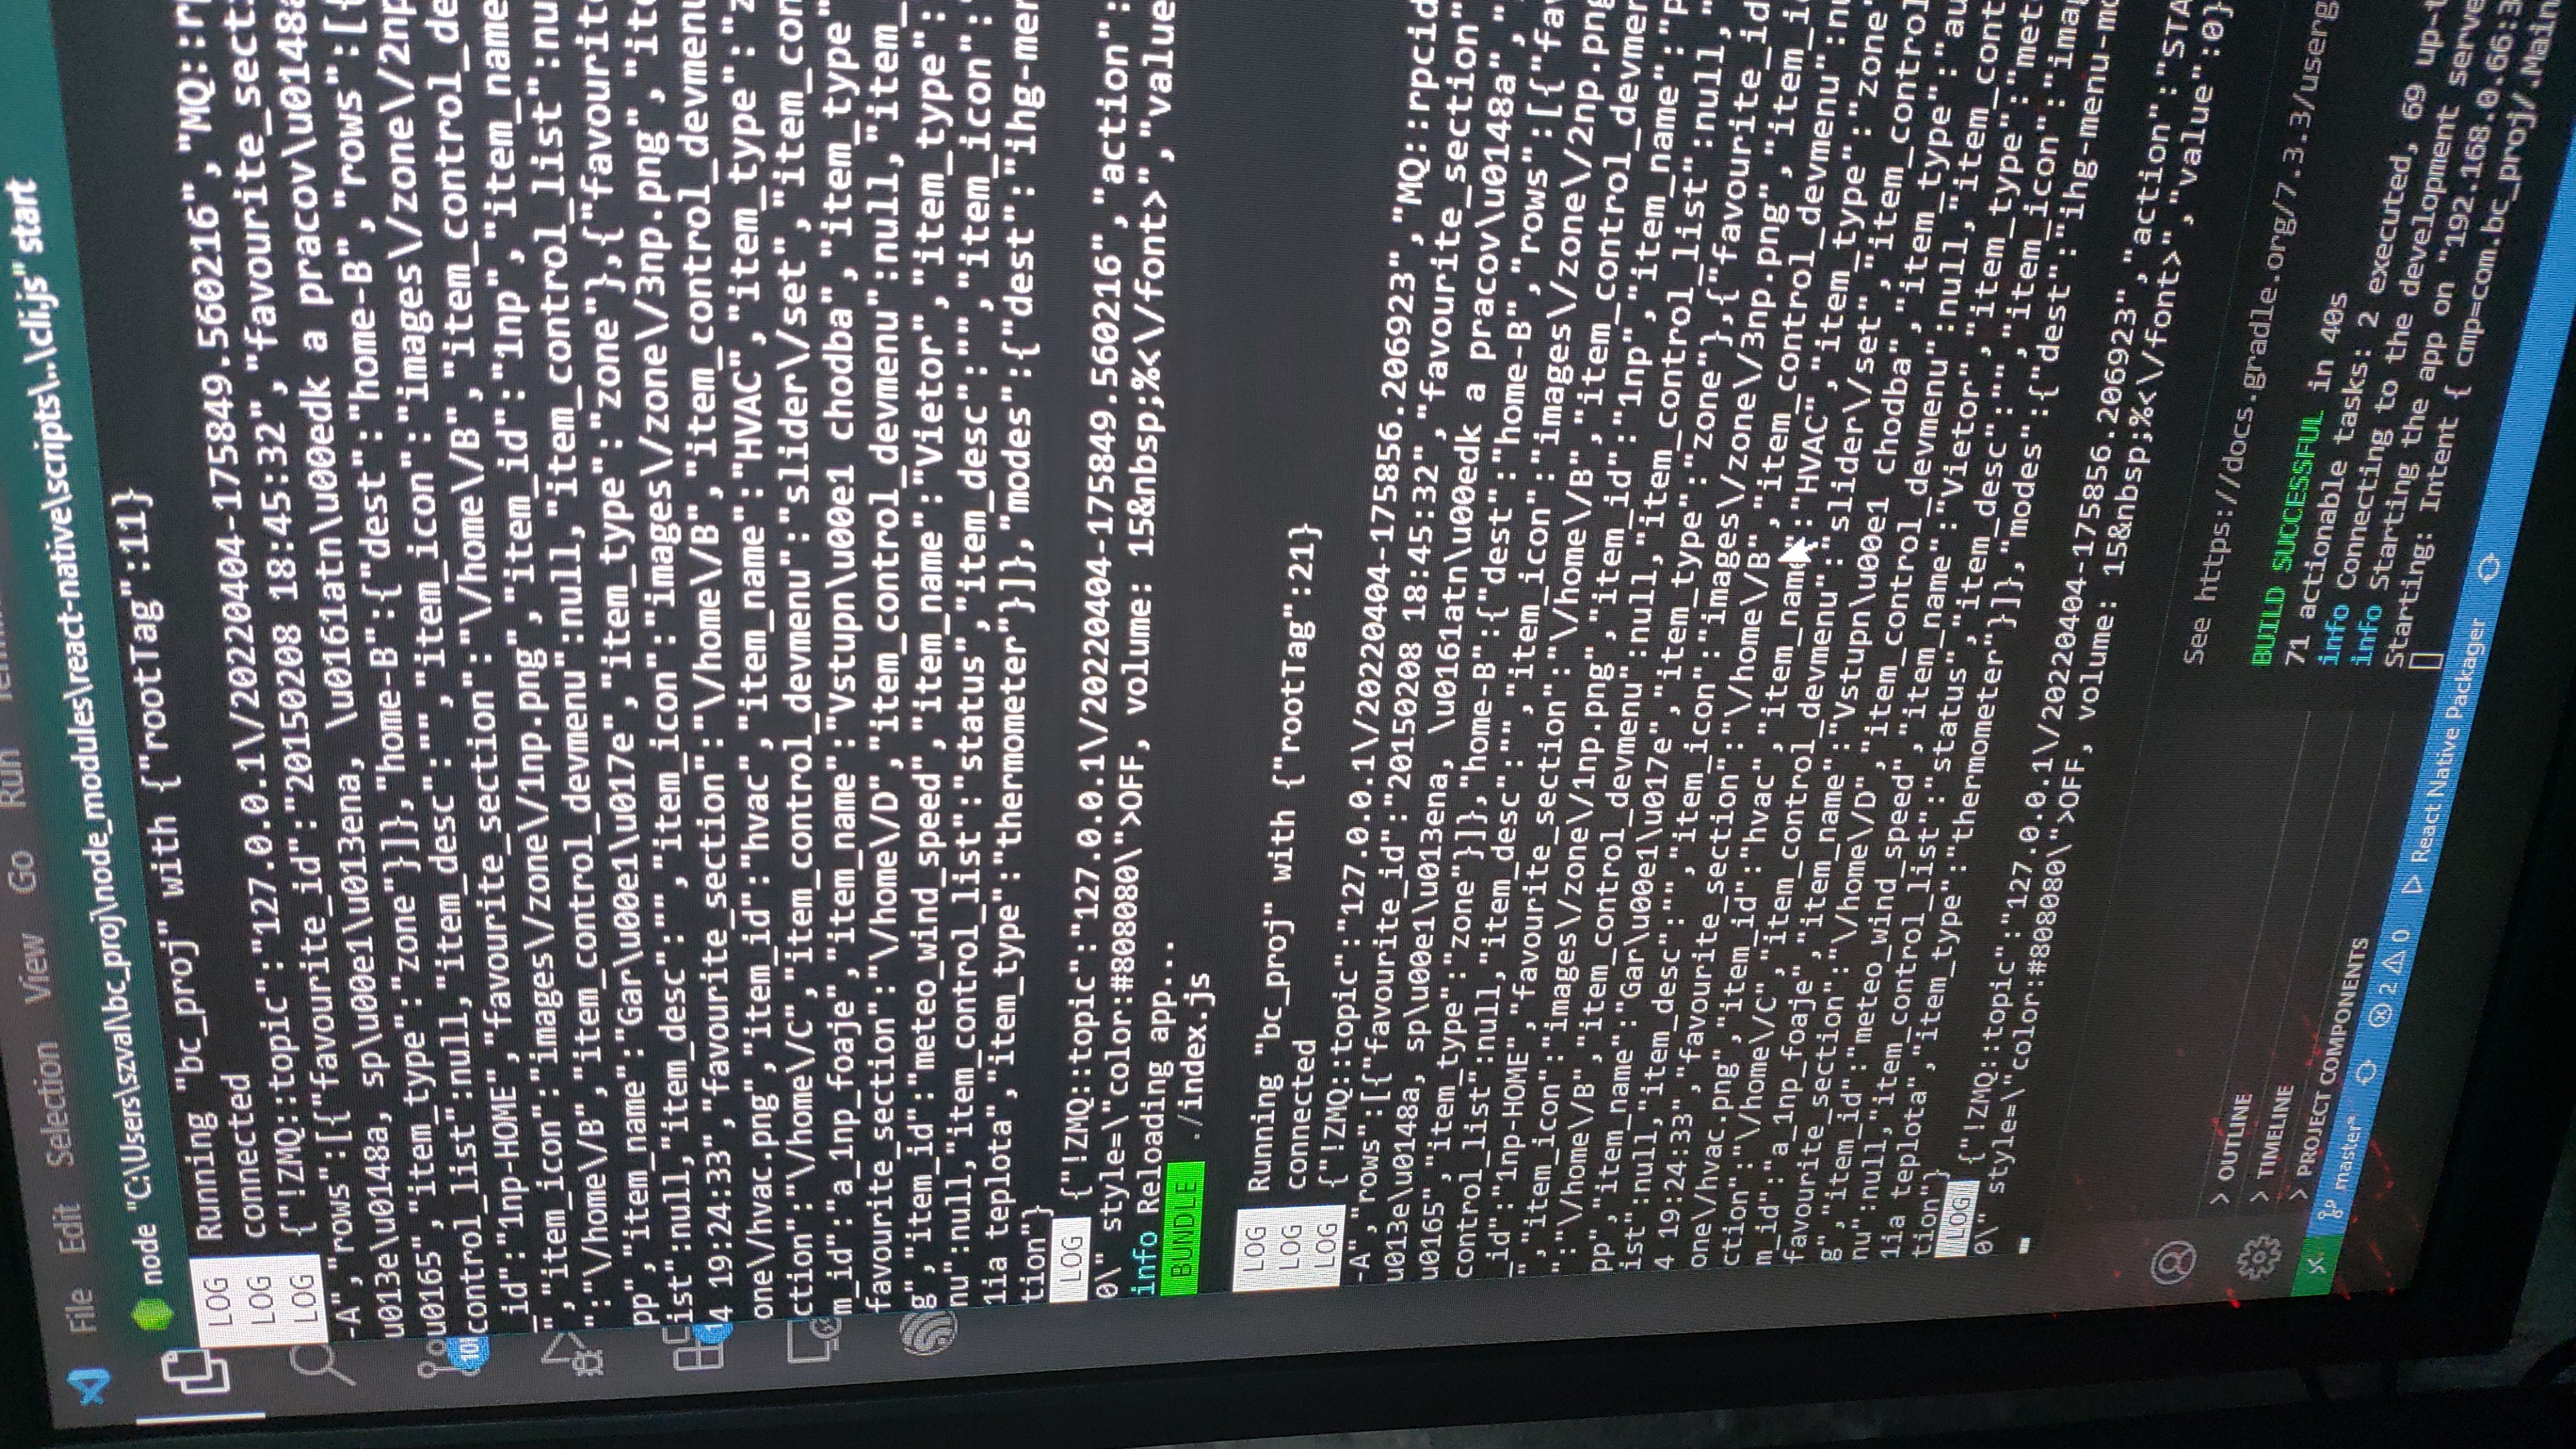 File Edit Selection View Go Run
node "C:\Users\szval\bc_proj\node_modules\react-native\scripts\..\cli.js" start
LOG Running "bc_proj" with {"rootTag":11}
LOG connected
LOG {"!ZMQ::topic":"127.0.0.1\/20220404-175849.560216","MQ::r
-A","rows":[{"favourite_id":"20150208 18:45:32","favourite_sect
u013e\u0148a, sp\u00e1\u013ena, \u0161atn\u00edk a pracov\u0148a
u0165","item_type":"zone"}]},"home-B":{"dest":"home-B","rows":[{
control_list":null,"item_desc":"","item_icon":"images\/zone\/2np
_id":"1np-HOME","favourite_section":"\/home\/B","item_control_de
","item_icon":"images\/zone\/1np.png","item_id":"1np","item_name
":"\/home\/B","item_control_devmenu":null,"item_control_list":nu
pp","item_name":"Gar\u00e1\u017e","item_type":"zone"},{"favourit
ist":null,"item_desc":"","item_icon":"images\/zone\/3np.png","it
4 19:24:33","favourite_section":"\/home\/B","item_control_devmen
one\/hvac.png","item_id":"hvac","item_name":"HVAC","item_type":"z
ction":"\/home\/C","item_control_devmenu":"slider\/set","item_con
m_id":"a_1np_foaje","item_name":"Vstupn\u00e1 chodba","item_type"
favourite_section":"\/home\/D","item_control_devmenu":null,"item_
g","item_id":"meteo_wind_speed","item_name":"Vietor","item_type":
nu":null,"item_control_list":"status","item_desc":"","item_icon":"
1ia teplota","item_type":"thermometer"}]},"modes":{"dest":"ihg-me
tion"}
LOG {"!ZMQ::topic":"127.0.0.1\/20220404-175849.560216","action":
0\" style=\"color:#808080\">OFF, volume: 15&nbsp;%<\/font>","value
info Reloading app...
BUNDLE ./index.js
LOG Running "bc_proj" with {"rootTag":21}
LOG connected
LOG {"!ZMQ::topic":"127.0.0.1\/20220404-175856.206923","MQ::rpcid
-A","rows":[{"favourite_id":"20150208 18:45:32","favourite_section"
u013e\u0148a, sp\u00e1\u013ena, \u0161atn\u00edk a pracov\u0148a","
u0165","item_type":"zone"}]},"home-B":{"dest":"home-B","rows":[{"fa
control_list":null,"item_desc":"","item_icon":"images\/zone\/2np.png
_id":"1np-HOME","favourite_section":"\/home\/B","item_control_devme
","item_icon":"images\/zone\/1np.png","item_id":"1np","item_name":"P
":"\/home\/B","item_control_devmenu":null,"item_control_list":null,"
pp","item_name":"Gar\u00e1\u017e","item_type":"zone"},{"favourite_id
ist":null,"item_desc":"","item_icon":"images\/zone\/3np.png","item_i
4 19:24:33","favourite_section":"\/home\/B","item_control_devmenu":nu
one\/hvac.png","item_id":"hvac","item_name":"HVAC","item_type":"zone"
ction":"\/home\/C","item_control_devmenu":"slider\/set","item_control
m_id":"a_1np_foaje","item_name":"Vstupn\u00e1 chodba","item_type":"au
favourite_section":"\/home\/D","item_control_devmenu":null,"item_cont
g","item_id":"meteo_wind_speed","item_name":"Vietor","item_type":"met
nu":null,"item_control_list":"status","item_desc":"","item_icon":"ima
1ia teplota","item_type":"thermometer"}]},"modes":{"dest":"ihg-menu-mo
tion"}
LOG {"!ZMQ::topic":"127.0.0.1\/20220404-175856.206923","action":"STA
0\" style=\"color:#808080\">OFF, volume: 15&nbsp;%<\/font>","value":0}
See https://docs.gradle.org/7.3.3/userg
BUILD SUCCESSFUL in 40s
71 actionable tasks: 2 executed, 69 up-t
info Connecting to the development serve
info Starting the app on "192.168.0.66:3
Starting: Intent { cmp=com.bc_proj/.Main
OUTLINE
TIMELINE
PROJECT COMPONENTS
master* 2 0 React Native Packager